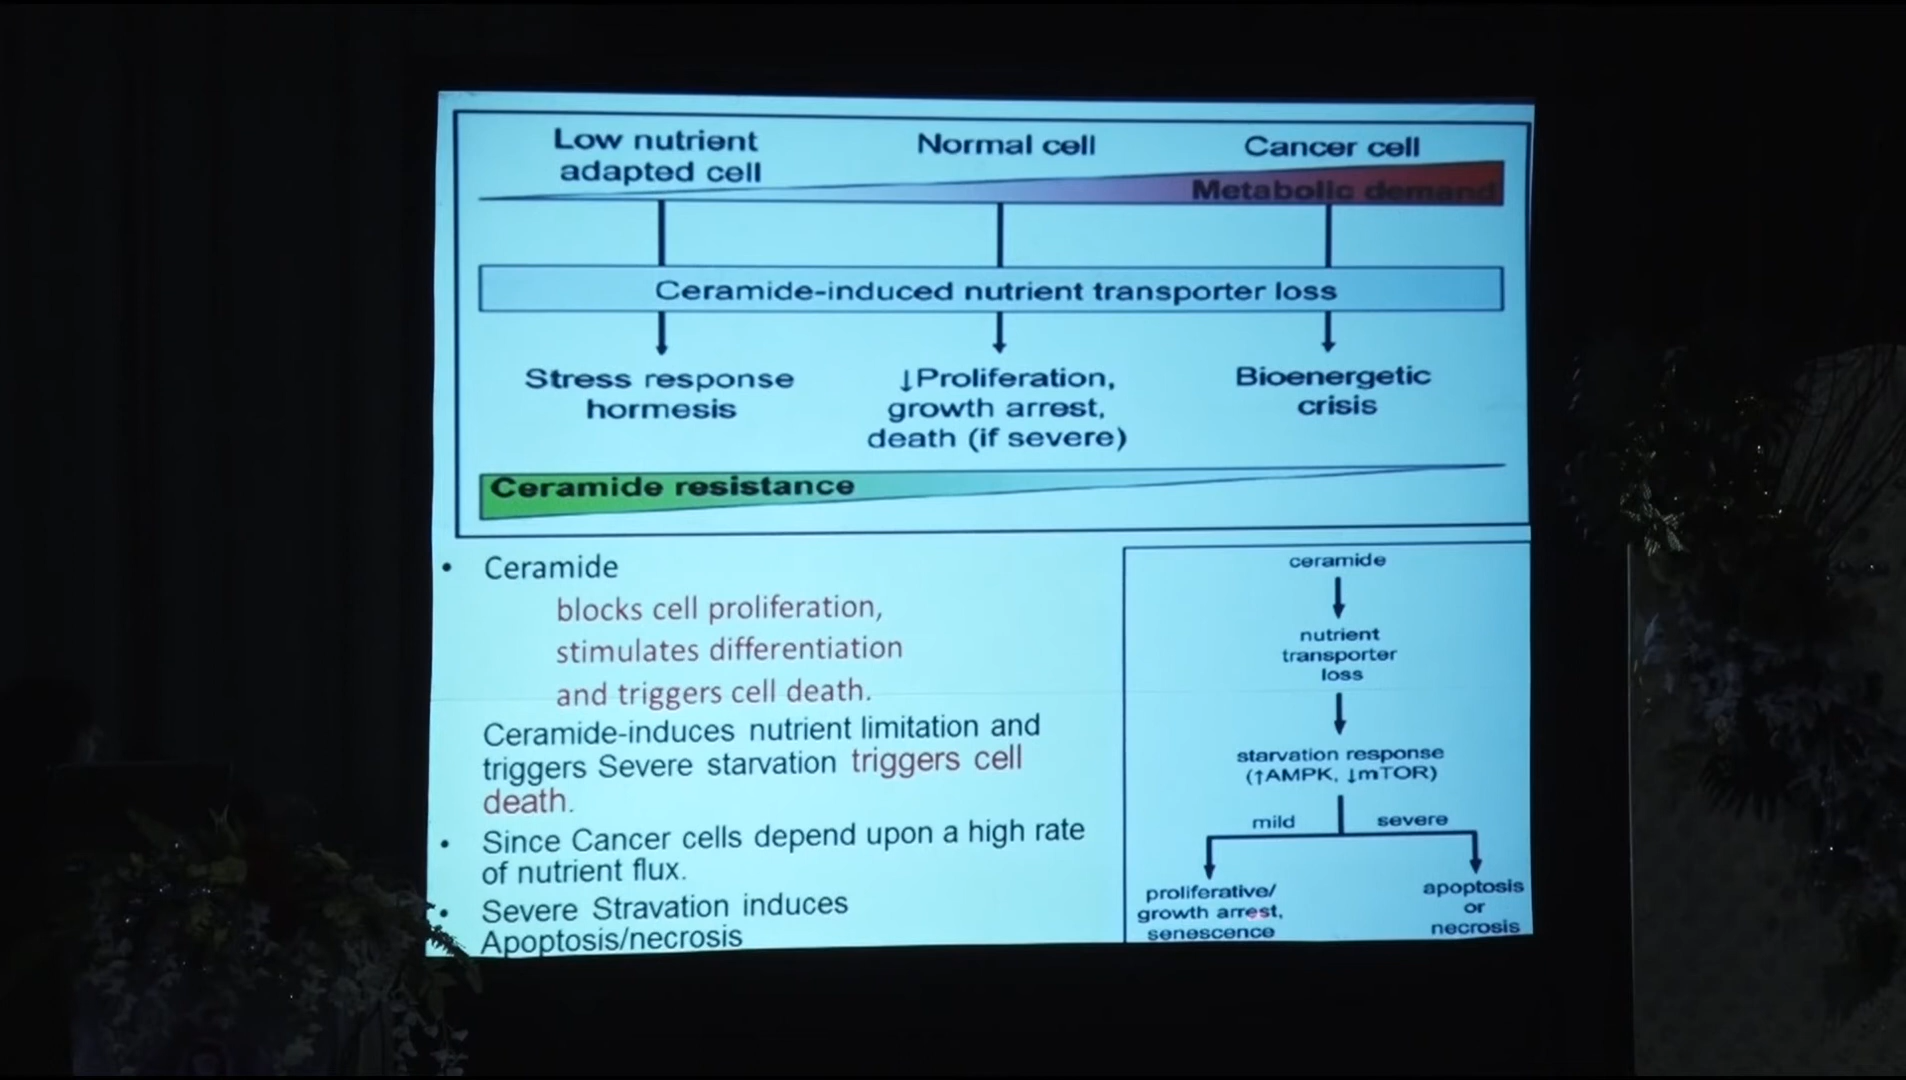 Low nutrient
adapted cell
Normal cell
Cancer cell
Metabolic demand
Ceramide-induced nutrient transporter loss
Stress response
hormesis
↓Proliferation,
growth arrest,
death (if severe)
Bioenergetic
crisis
Ceramide resistance
• Ceramide
blocks cell proliferation,
stimulates differentiation
and triggers cell death.
Ceramide-induces nutrient limitation and
triggers Severe starvation triggers cell
death.
• Since Cancer cells depend upon a high rate
of nutrient flux.
• Severe Stravation induces
Apoptosis/necrosis
ceramide
nutrient
transporter
loss
starvation response
(↑AMPK, ↓mTOR)
mild
severe
proliferative/
growth arrest,
senescence
apoptosis
or
necrosis